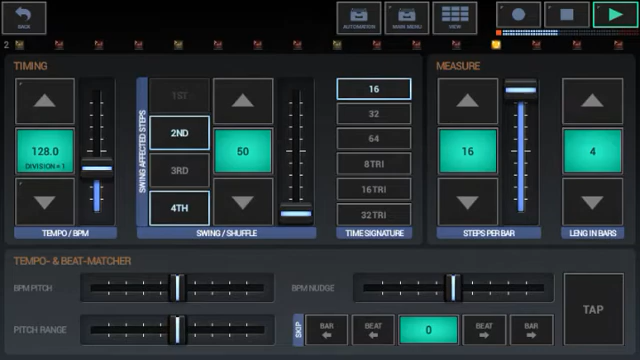 BACK
AUTOMATION
MAIN MENU
VIEW
2
TIMING
MEASURE
128.0
DIVISION = 1
SWING AFFECTED STEPS
1ST
2ND
3RD
4TH
50
16
32
64
8TRI
16TRI
32TRI
16
4
TEMPO / BPM
SWING / SHUFFLE
TIME SIGNATURE
STEPS PER BAR
LENG IN BARS
TEMPO- & BEAT-MATCHER
BPM PITCH
BPM NUDGE
PITCH RANGE
SKIP
BAR
BEAT
0
BEAT
BAR
TAP